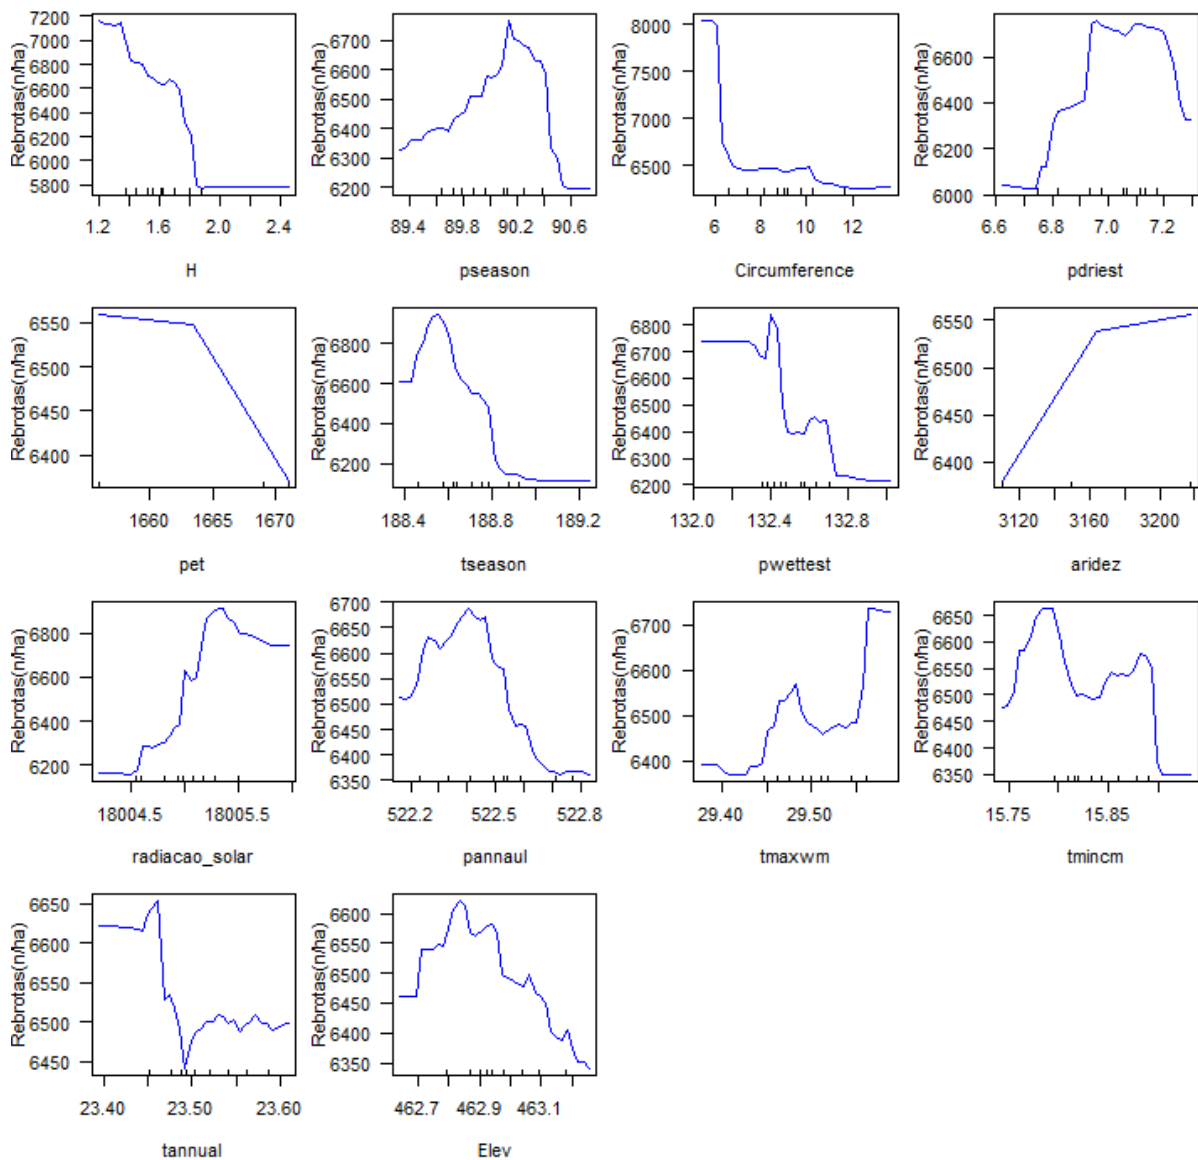 Rebrotas(n/ha)
7200
7000
6800
6600
6400
6200
6000
5800
1.2 1.6 2.0 2.4
H
Rebrotas(n/ha)
6700
6600
6500
6400
6300
6200
89.4 89.8 90.2 90.6
pseason
Rebrotas(n/ha)
8000
7500
7000
6500
6 8 10 12
Circumference
Rebrotas(n/ha)
6600
6400
6200
6000
6.6 6.8 7.0 7.2
pdriest
Rebrotas(n/ha)
6550
6500
6450
6400
1660 1665 1670
pet
Rebrotas(n/ha)
6800
6600
6400
6200
188.4 188.8 189.2
tseason
Rebrotas(n/ha)
6800
6700
6600
6500
6400
6300
6200
132.0 132.4 132.8
pwettest
Rebrotas(n/ha)
6550
6500
6450
6400
3120 3160 3200
aridez
Rebrotas(n/ha)
6800
6600
6400
6200
18004.5 18005.5
radiacao_solar
Rebrotas(n/ha)
6700
6650
6600
6550
6500
6450
6400
6350
522.2 522.5 522.8
pannaul
Rebrotas(n/ha)
6700
6600
6500
6400
29.40 29.50
tmaxwm
Rebrotas(n/ha)
6650
6600
6550
6500
6450
6400
6350
15.75 15.85
tmincm
Rebrotas(n/ha)
6650
6600
6550
6500
6450
23.40 23.50 23.60
tannual
Rebrotas(n/ha)
6600
6550
6500
6450
6400
6350
462.7 462.9 463.1
Elev